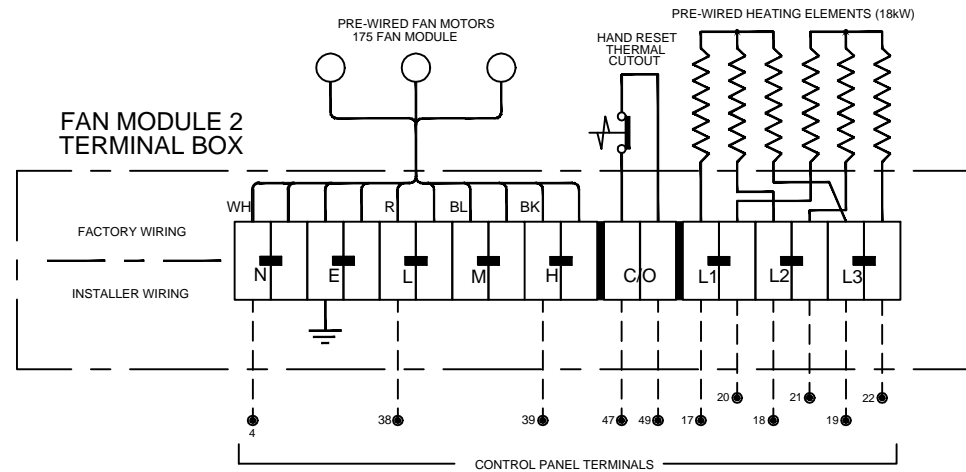 PRE-WIRED FAN MOTORS
175 FAN MODULE
HAND RESET
THERMAL
CUTOUT
PRE-WIRED HEATING ELEMENTS (18kW)
FAN MODULE 2
TERMINAL BOX
WH R BL BK
FACTORY WIRING
N E L M H C/O L1 L2 L3
INSTALLER WIRING
20 21 22
4 38 39 47 49 17 18 19
CONTROL PANEL TERMINALS